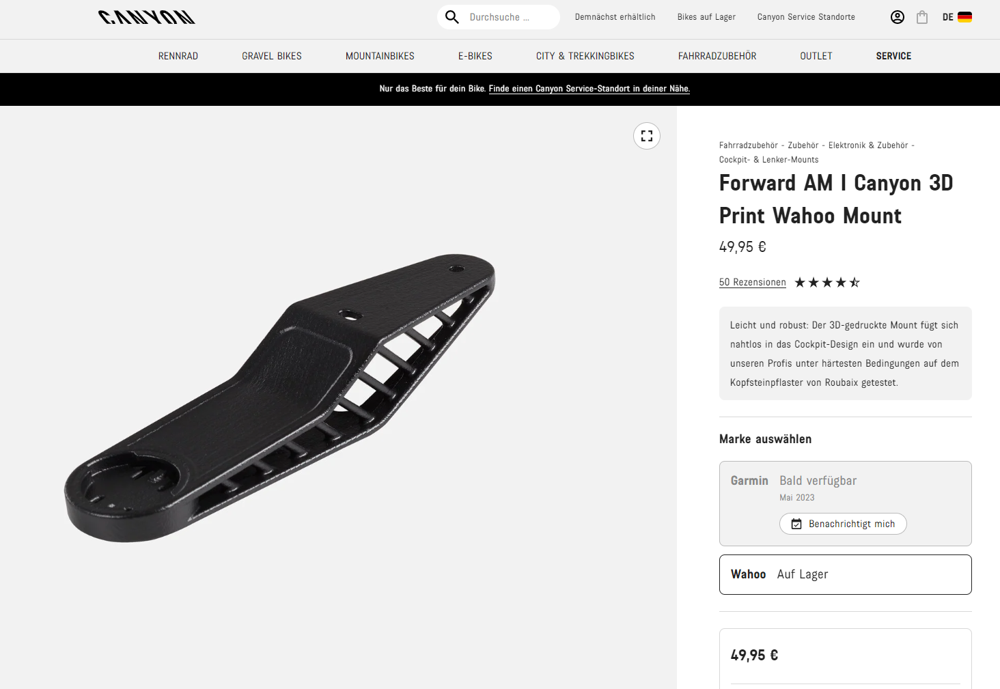 CANYON
Durchsuche ...
Demnächst erhältlich
Bikes auf Lager
Canyon Service Standorte
DE
RENNRAD
GRAVEL BIKES
MOUNTAINBIKES
E-BIKES
CITY & TREKKINGBIKES
FAHRRADZUBEHÖR
OUTLET
SERVICE
Nur das Beste für dein Bike. Finde einen Canyon Service-Standort in deiner Nähe.
Fahrradzubehör - Zubehör - Elektronik & Zubehör -
Cockpit- & Lenker-Mounts
Forward AM I Canyon 3D
Print Wahoo Mount
49,95 €
50 Rezensionen
Leicht und robust: Der 3D-gedruckte Mount fügt sich
nahtlos in das Cockpit-Design ein und wurde von
unseren Profis unter härtesten Bedingungen auf dem
Kopfsteinpflaster von Roubaix getestet.
Marke auswählen
Garmin Bald verfügbar
Mai 2023
Benachrichtigt mich
Wahoo Auf Lager
49,95 €